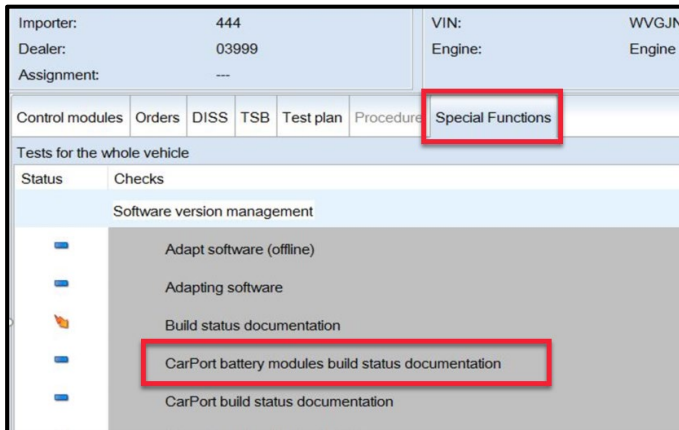 Importer: 444 VIN: WVGJN
Dealer: 03999 Engine: Engine
Assignment: ---
Control modules Orders DISS TSB Test plan Procedure Special Functions
Tests for the whole vehicle
Status Checks
Software version management
Adapt software (offline)
Adapting software
Build status documentation
CarPort battery modules build status documentation
CarPort build status documentation